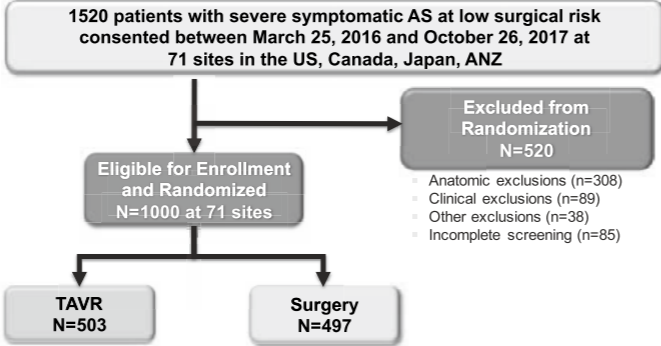 1520 patients with severe symptomatic AS at low surgical risk
consented between March 25, 2016 and October 26, 2017 at
71 sites in the US, Canada, Japan, ANZ
Excluded from
Randomization
N=520
Eligible for Enrollment
and Randomized
N=1000 at 71 sites
Anatomic exclusions (n=308)
Clinical exclusions (n=89)
Other exclusions (n=38)
Incomplete screening (n=85)
TAVR
N=503
Surgery
N=497